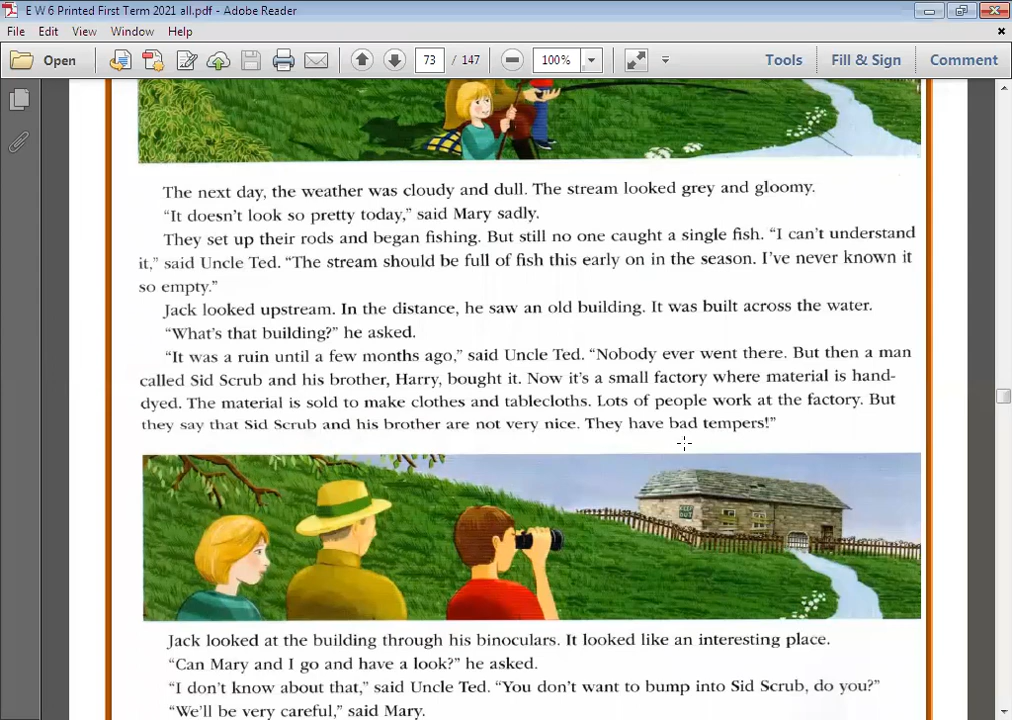 E W 6 Printed First Term 2021 all.pdf - Adobe Reader
File Edit View Window Help
Open 73 / 147 100% Tools Fill & Sign Comment
The next day, the weather was cloudy and dull. The stream looked grey and gloomy.
“It doesn’t look so pretty today,” said Mary sadly.
They set up their rods and began fishing. But still no one caught a single fish. “I can’t understand
it,” said Uncle Ted. “The stream should be full of fish this early on in the season. I’ve never known it
so empty.”
Jack looked upstream. In the distance, he saw an old building. It was built across the water.
“What’s that building?” he asked.
“It was a ruin until a few months ago,” said Uncle Ted. “Nobody ever went there. But then a man
called Sid Scrub and his brother, Harry, bought it. Now it’s a small factory where material is hand-
dyed. The material is sold to make clothes and tablecloths. Lots of people work at the factory. But
they say that Sid Scrub and his brother are not very nice. They have bad tempers!”
KEEP
OUT
Jack looked at the building through his binoculars. It looked like an interesting place.
“Can Mary and I go and have a look?” he asked.
“I don’t know about that,” said Uncle Ted. “You don’t want to bump into Sid Scrub, do you?”
“We’ll be very careful,” said Mary.